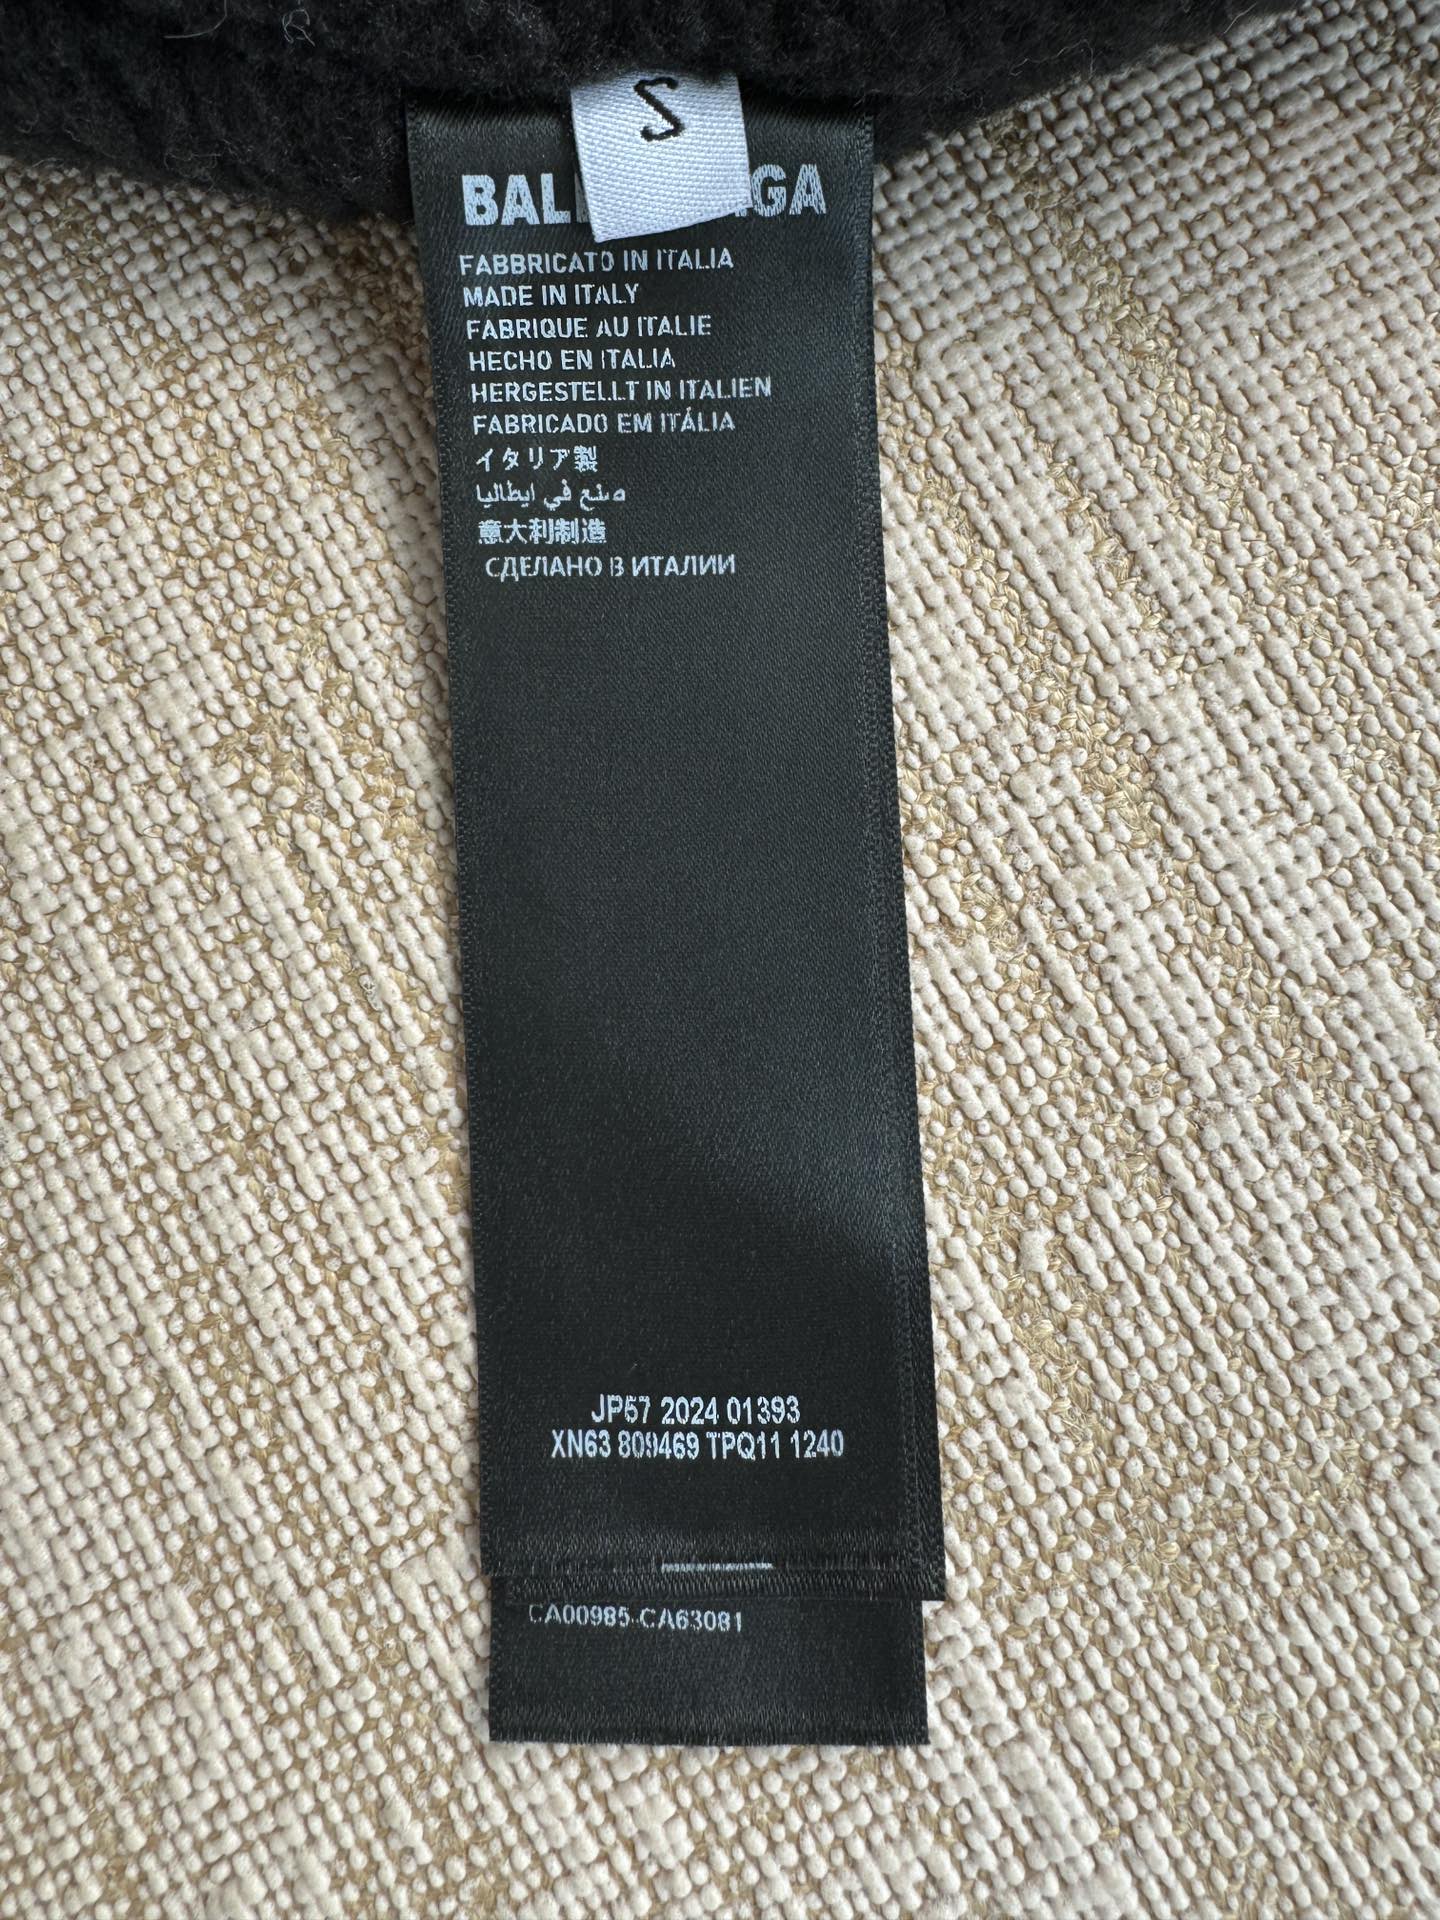 S
BAL GA
FABBRICATO IN ITALIA
MADE IN ITALY
FABRIQUE AU ITALIE
HECHO EN ITALIA
HERGESTELLT IN ITALIEN
FABRICADO EM ITÁLIA
イタリア製
صنع في ايطاليا
意大利制造
СДЕЛАНО В ИТАЛИИ
JP57 2024 01393
XN63 809469 TPQ11 1240
CA00985-CA63081